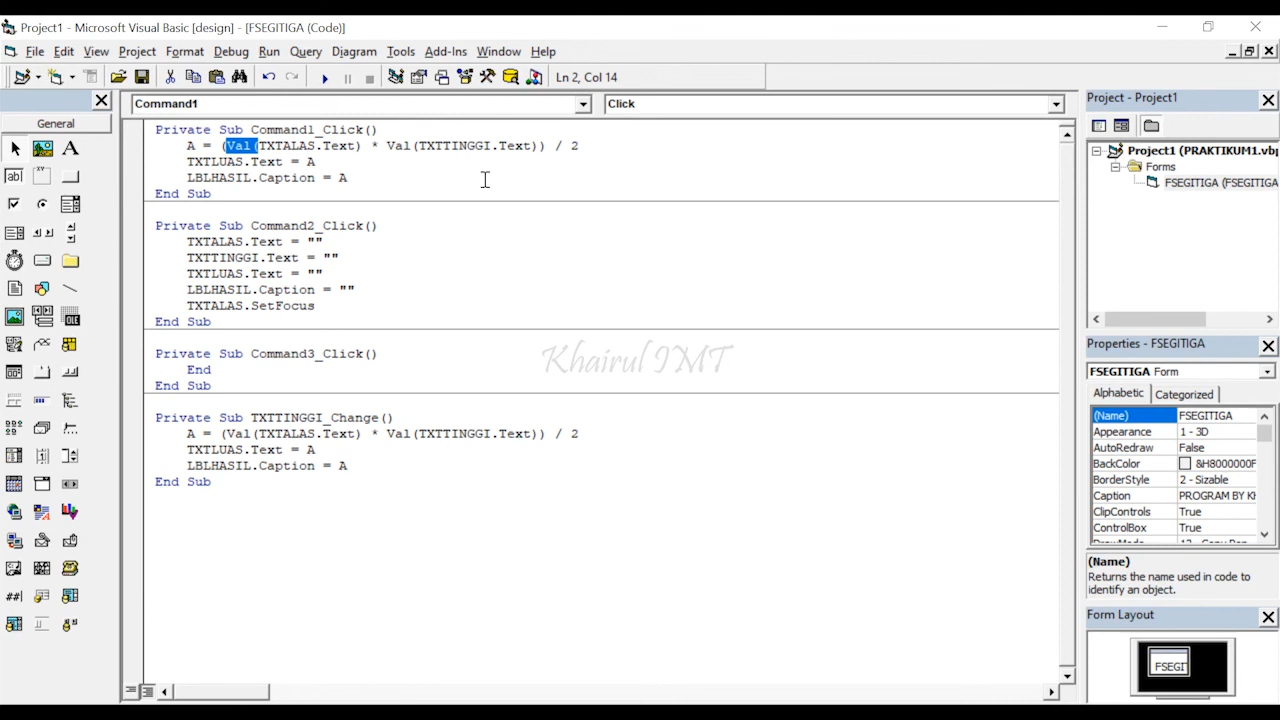 Project1 - Microsoft Visual Basic [design] - [FSEGITIGA (Code)]
File Edit View Project Format Debug Run Query Diagram Tools Add-Ins Window Help
Ln 2, Col 14
General
Command1
Click
Private Sub Command1_Click()
A = (Val(TXTALAS.Text) * Val(TXTTINGGI.Text)) / 2
TXTLUAS.Text = A
LBLHASIL.Caption = A
End Sub
Private Sub Command2_Click()
TXTALAS.Text = ""
TXTTINGGI.Text = ""
TXTLUAS.Text = ""
LBLHASIL.Caption = ""
TXTALAS.SetFocus
End Sub
Private Sub Command3_Click()
End
End Sub
Private Sub TXTTINGGI_Change()
A = (Val(TXTALAS.Text) * Val(TXTTINGGI.Text)) / 2
TXTLUAS.Text = A
LBLHASIL.Caption = A
End Sub
Khairul JMT
Project - Project1
Project1 (PRAKTIKUM1.vbp
Forms
FSEGITIGA (FSEGITIGA
Properties - FSEGITIGA
FSEGITIGA Form
Alphabetic Categorized
(Name) FSEGITIGA
Appearance 1 - 3D
AutoRedraw False
BackColor &H8000000F
BorderStyle 2 - Sizable
Caption PROGRAM BY KH
ClipControls True
ControlBox True
(Name)
Returns the name used in code to
identify an object.
Form Layout
FSEGIT